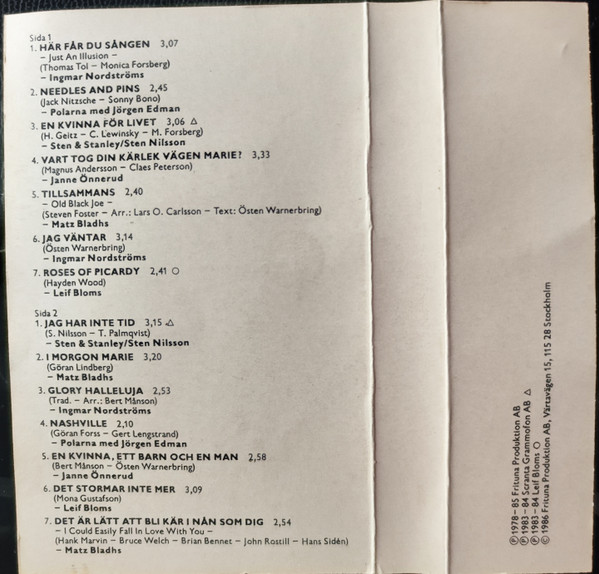 Sida 1
1. HÄR FÅR DU SÅNGEN 3,07
– Just An Illusion –
(Thomas Tol – Monica Forsberg)
– Ingmar Nordströms
2. NEEDLES AND PINS 2,45
(Jack Nitzsche – Sonny Bono)
– Polarna med Jörgen Edman
3. EN KVINNA FÖR LIVET 3,06 △
(H. Geitz – C. Lewinsky – M. Forsberg)
– Sten & Stanley/Sten Nilsson
4. VART TOG DIN KÄRLEK VÄGEN MARIE? 3,33
(Magnus Andersson – Claes Peterson)
– Janne Önnerud
5. TILLSAMMANS 2,40
– Old Black Joe –
(Steven Foster – Arr.: Lars O. Carlsson – Text: Östen Warnerbring)
– Matz Bladhs
6. JAG VÄNTAR 3,14
(Östen Warnerbring)
– Ingmar Nordströms
7. ROSES OF PICARDY 2,41 ○
(Hayden Wood)
– Leif Bloms
Sida 2
1. JAG HAR INTE TID 3,15 △
(S. Nilsson – T. Palmqvist)
– Sten & Stanley/Sten Nilsson
2. I MORGON MARIE 3,20
(Göran Lindberg)
– Matz Bladhs
3. GLORY HALLELUJA 2,53
(Trad. – Arr.: Bert Månson)
– Ingmar Nordströms
4. NASHVILLE 2,10
(Göran Forss – Gert Lengstrand)
– Polarna med Jörgen Edman
5. EN KVINNA, ETT BARN OCH EN MAN 2,58
(Bert Månson – Östen Warnerbring)
– Janne Önnerud
6. DET STORMAR INTE MER 3,09
(Mona Gustafson)
– Leif Bloms
7. DET ÄR LÄTT ATT BLI KÄR I NÅN SOM DIG 2,54
– I Could Easily Fall In Love With You –
(Hank Marvin – Bruce Welch – Brian Bennet – John Rostill – Hans Sidén)
– Matz Bladhs
Ⓟ 1978–85 Frituna Produktion AB
Ⓟ 1983–84 Scranta Grammofon AB △
Ⓟ 1983–84 Leif Bloms ○
© 1986 Frituna Produktion AB, Värtavägen 15, 115 28 Stockholm